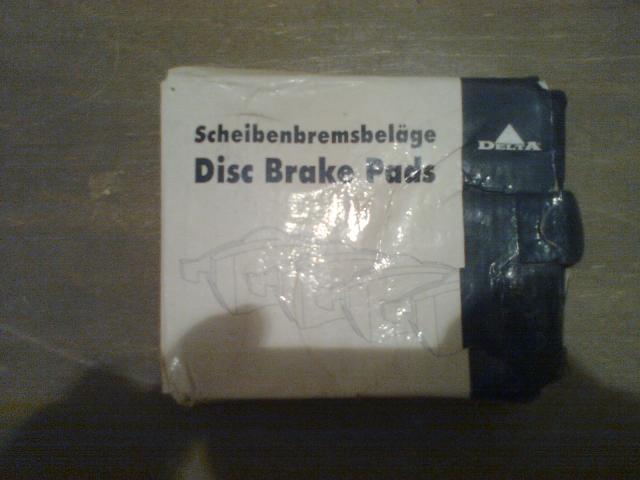 Scheibenbremsbeläge
Disc Brake Pads
DELTA